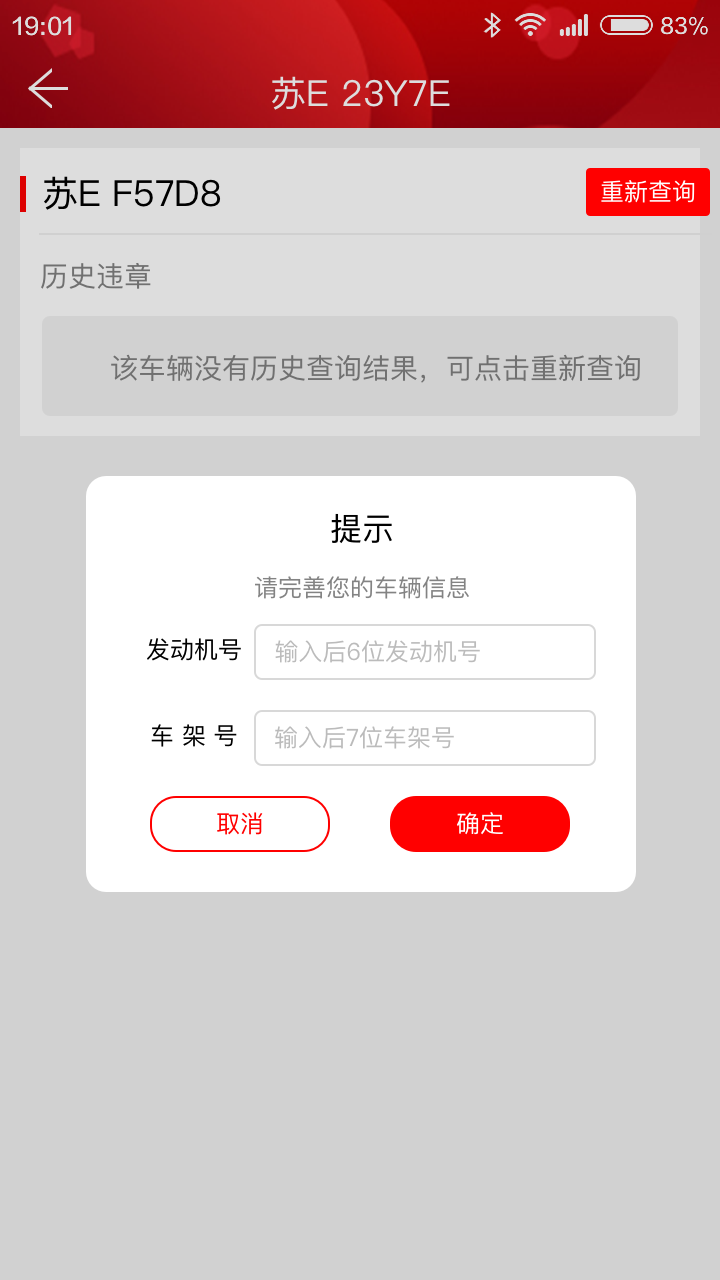 19:01 83%
苏E 23Y7E
苏E F57D8
重新查询
历史违章
该车辆没有历史查询结果，可点击重新查询
提示
请完善您的车辆信息
发动机号 输入后6位发动机号
车 架 号 输入后7位车架号
取消 确定